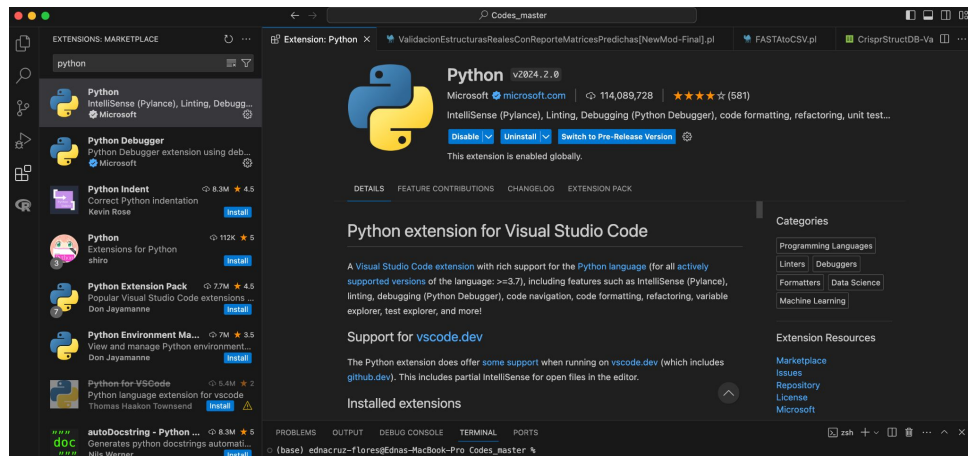 Codes_master
EXTENSIONS: MARKETPLACE
python
Python
IntelliSense (Pylance), Linting, Debugg...
Microsoft
Python Debugger
Python Debugger extension using deb...
Microsoft
Python Indent 8.3M ★ 4.5
Correct Python indentation
Kevin Rose Install
Python 112K ★ 5
Extensions for Python
shiro Install
3
Python Extension Pack 7.7M ★ 4.5
Popular Visual Studio Code extensions ...
Don Jayamanne Install
7
Python Environment Ma... 7M ★ 3.5
View and manage Python environment...
Don Jayamanne Install
Python for VSCode 5.4M ★ 2
Python language extension for vscode
Thomas Haakon Townsend Install
autoDocstring - Python ... 8.3M ★ 5
Generates python docstrings automati...
Nils Werner Install
""" doc """
Extension: Python
ValidacionEstructurasRealesConReporteMatricesPredichas[NewMod-Final].pl
FASTAtoCSV.pl
CrisprStructDB-Va
Python v2024.2.0
Microsoft microsoft.com | 114,089,728 | ★★★★☆ (581)
IntelliSense (Pylance), Linting, Debugging (Python Debugger), code formatting, refactoring, unit test...
Disable Uninstall Switch to Pre-Release Version
This extension is enabled globally.
DETAILS FEATURE CONTRIBUTIONS CHANGELOG EXTENSION PACK
Python extension for Visual Studio Code
A Visual Studio Code extension with rich support for the Python language (for all actively
supported versions of the language: >=3.7), including features such as IntelliSense (Pylance),
linting, debugging (Python Debugger), code navigation, code formatting, refactoring, variable
explorer, test explorer, and more!
Support for vscode.dev
The Python extension does offer some support when running on vscode.dev (which includes
github.dev). This includes partial IntelliSense for open files in the editor.
Installed extensions
Categories
Programming Languages
Linters Debuggers
Formatters Data Science
Machine Learning
Extension Resources
Marketplace
Issues
Repository
License
Microsoft
PROBLEMS OUTPUT DEBUG CONSOLE TERMINAL PORTS
zsh
(base) ednacruz-flores@Ednas-MacBook-Pro Codes_master %